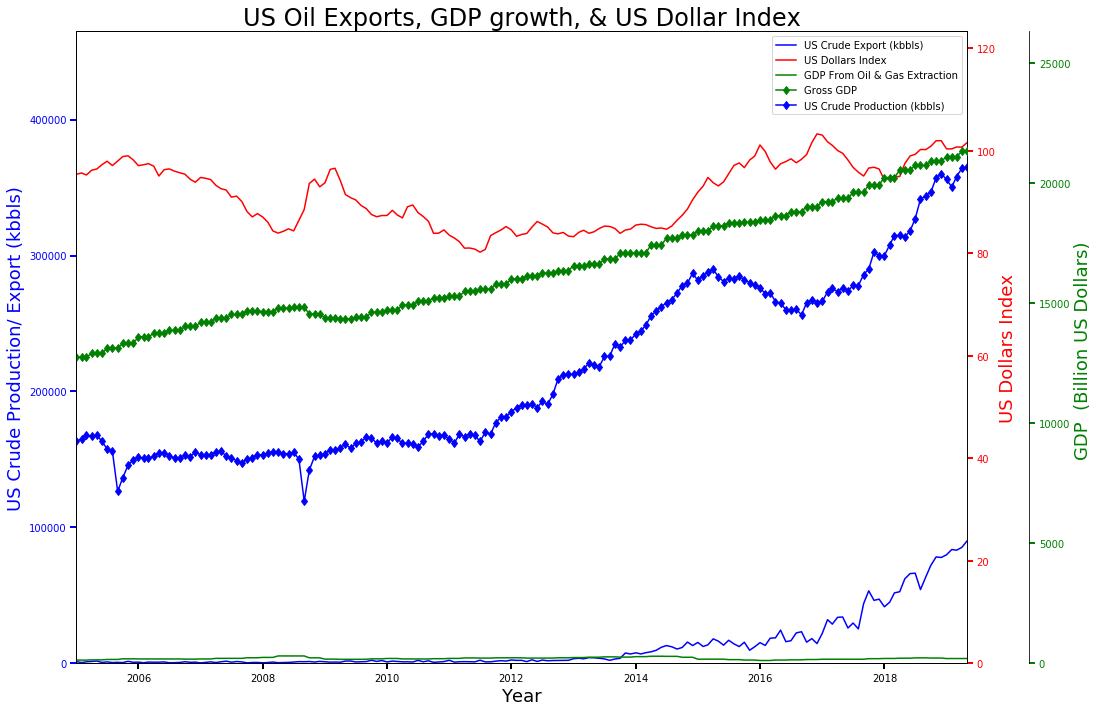 US Oil Exports, GDP growth, & US Dollar Index
US Crude Export (kbbls)
US Dollars Index
GDP From Oil & Gas Extraction
Gross GDP
US Crude Production (kbbls)
US Crude Production/ Export (kbbls)
400000
300000
200000
100000
0
2006
2008
2010
2012
2014
2016
2018
Year
120
100
80
60
40
20
0
US Dollars Index
25000
20000
15000
10000
5000
0
GDP (Billion US Dollars)